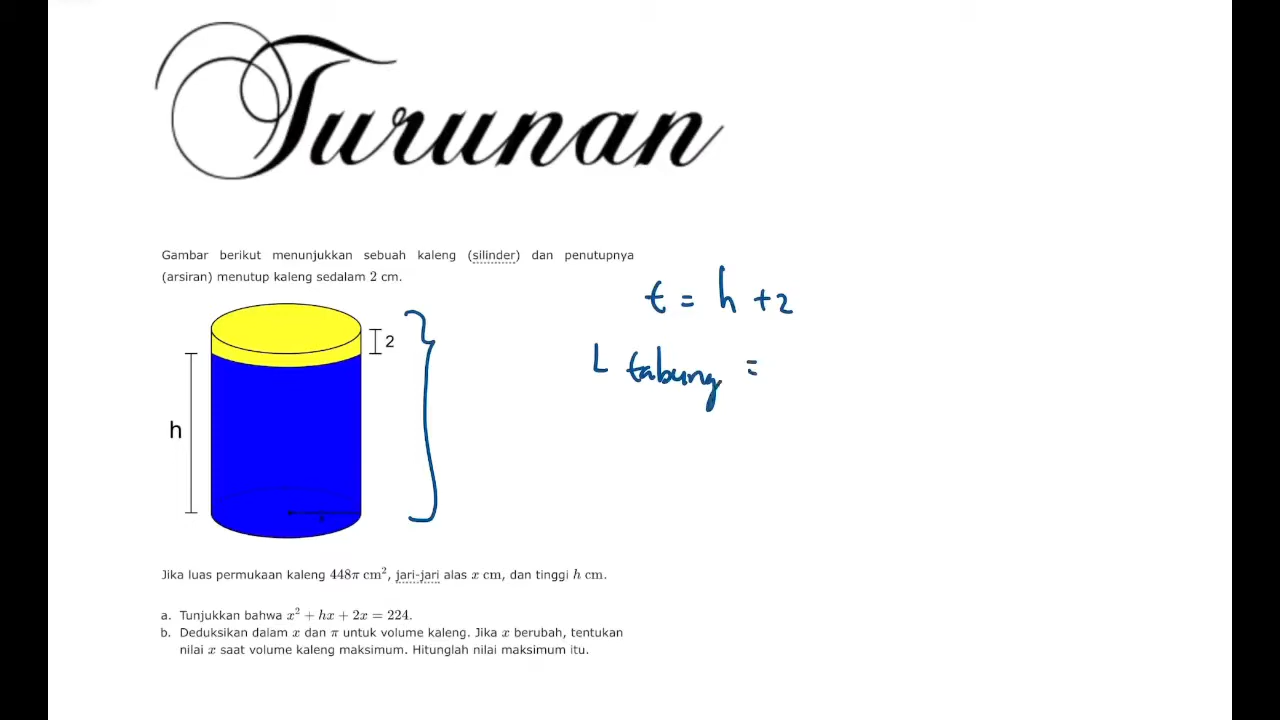 Turunan
Gambar berikut menunjukkan sebuah kaleng (silinder) dan penutupnya
(arsiran) menutup kaleng sedalam 2 cm.
t = h + 2
2
L tabung =
h
Jika luas permukaan kaleng 448π cm², jari-jari alas x cm, dan tinggi h cm.
a. Tunjukkan bahwa x² + hx + 2x = 224.
b. Deduksikan dalam x dan π untuk volume kaleng. Jika x berubah, tentukan
nilai x saat volume kaleng maksimum. Hitunglah nilai maksimum itu.